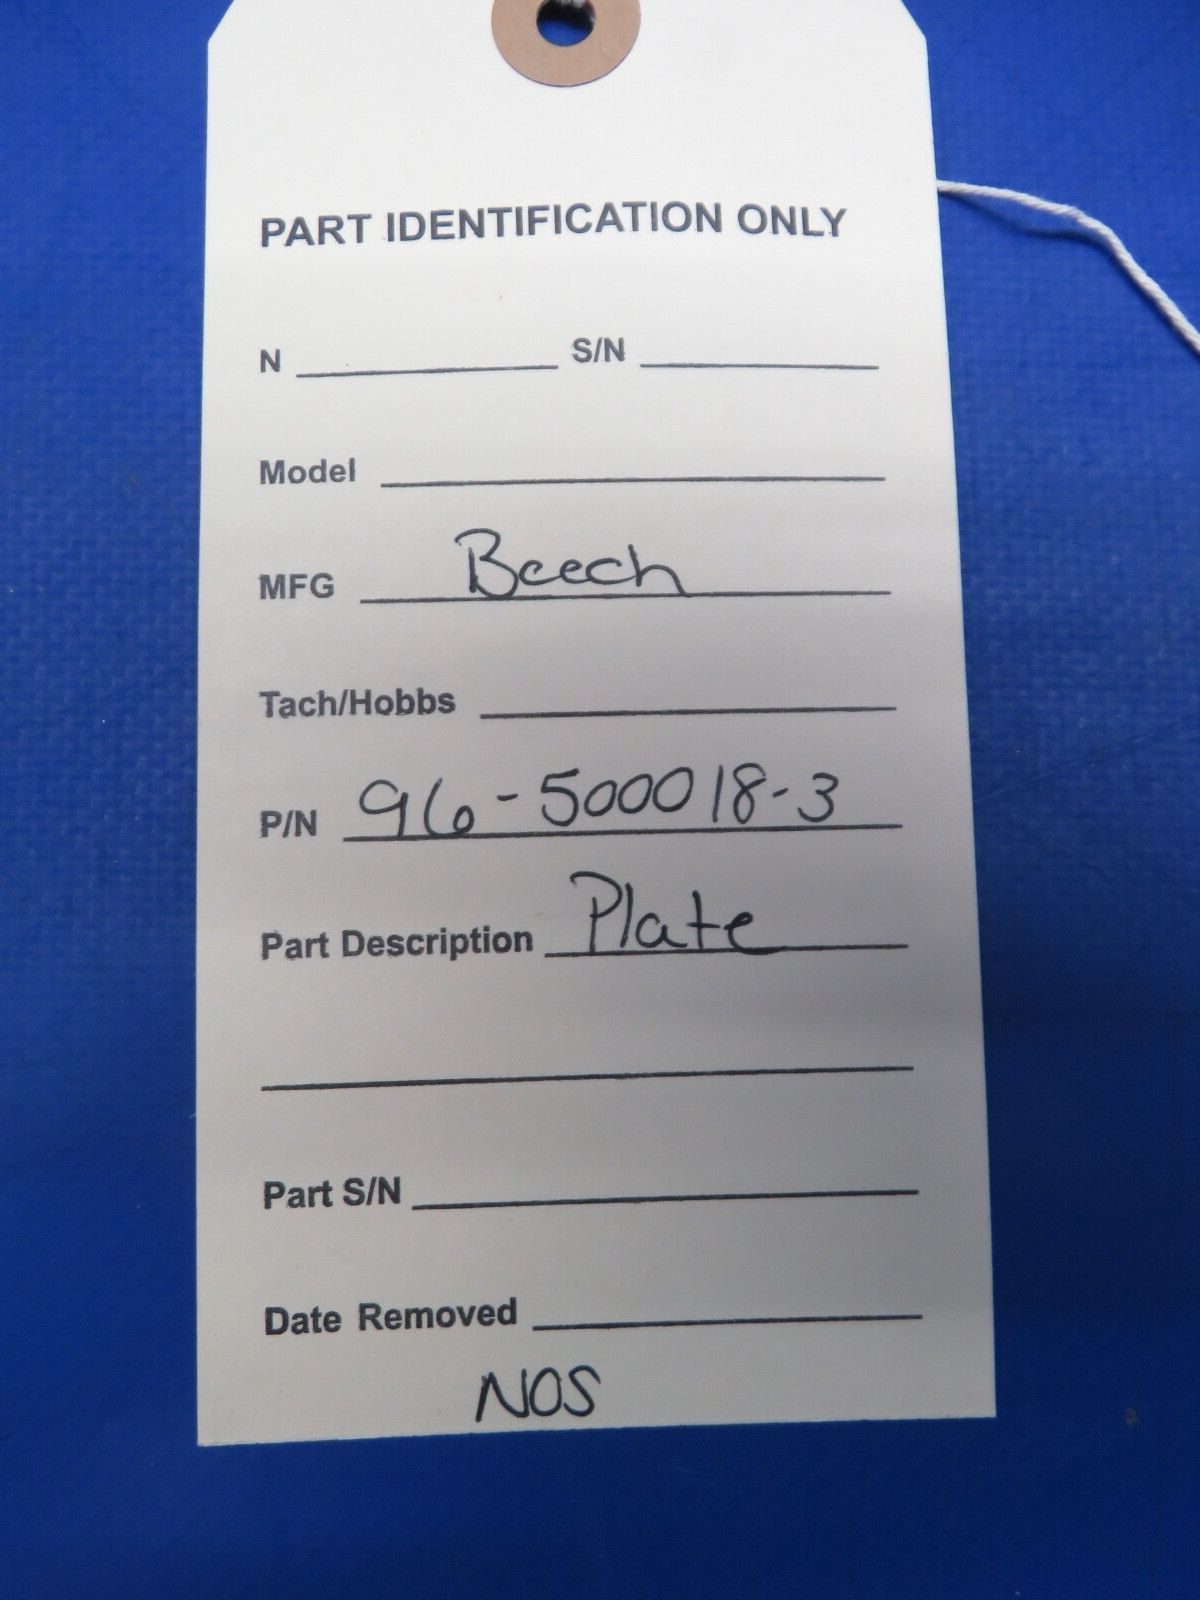 PART IDENTIFICATION ONLY
N S/N
Model
MFG Beech
Tach/Hobbs
P/N 96-500018-3
Part Description Plate
Part S/N
Date Removed
NOS